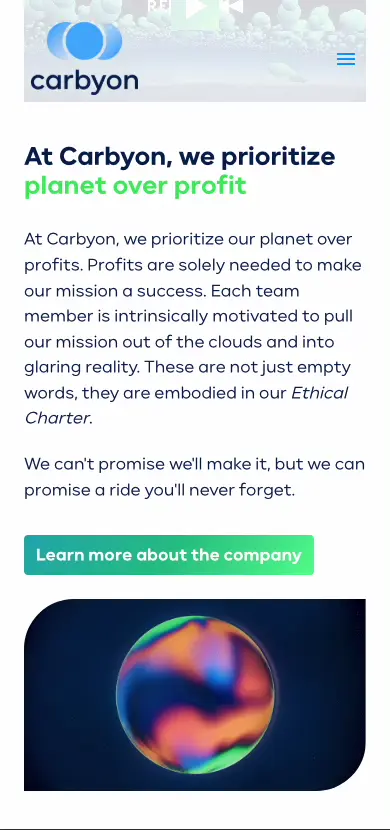 carbyon
At Carbyon, we prioritize
planet over profit
At Carbyon, we prioritize our planet over
profits. Profits are solely needed to make
our mission a success. Each team
member is intrinsically motivated to pull
our mission out of the clouds and into
glaring reality. These are not just empty
words, they are embodied in our Ethical
Charter.
We can't promise we'll make it, but we can
promise a ride you'll never forget.
Learn more about the company